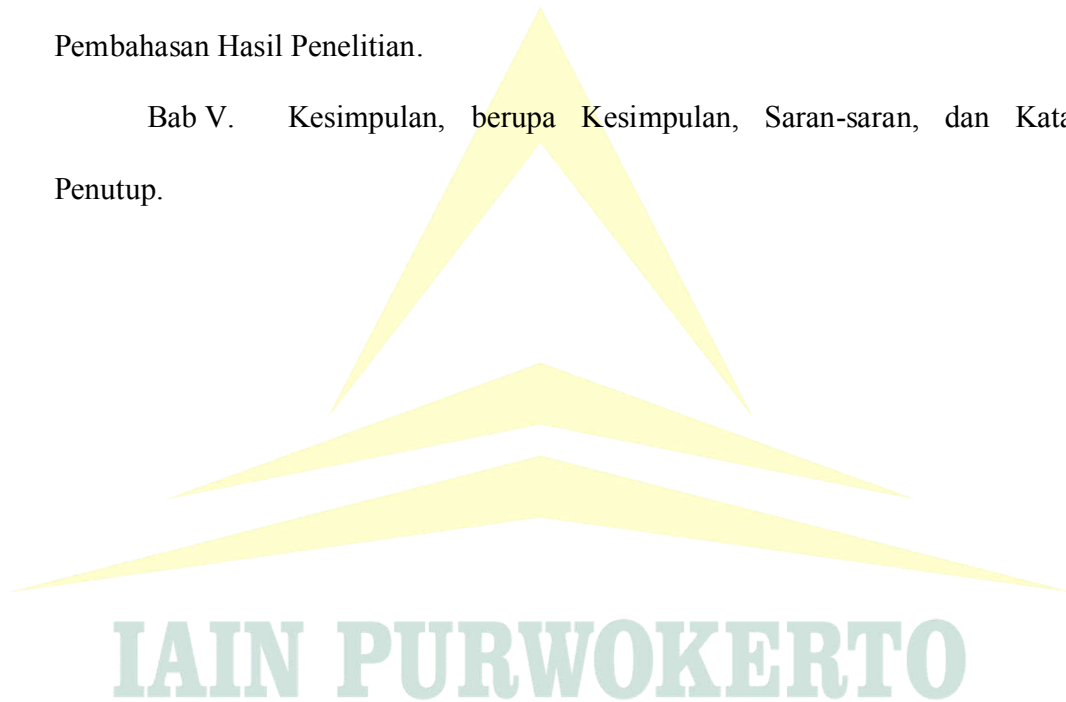 Pembahasan Hasil Penelitian.
Bab V. Kesimpulan, berupa Kesimpulan, Saran-saran, dan Kata
Penutup.
IAIN PURWOKERTO